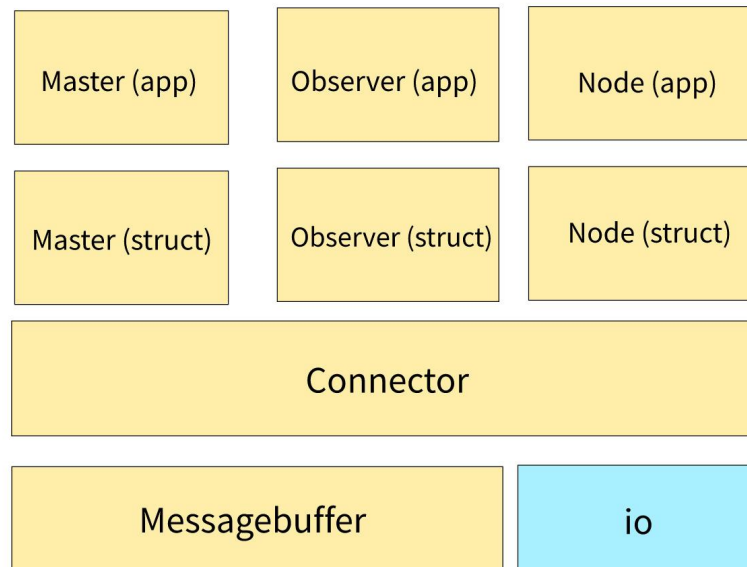 Master (app)
Observer (app)
Node (app)
Master (struct)
Observer (struct)
Node (struct)
Connector
Messagebuffer
io